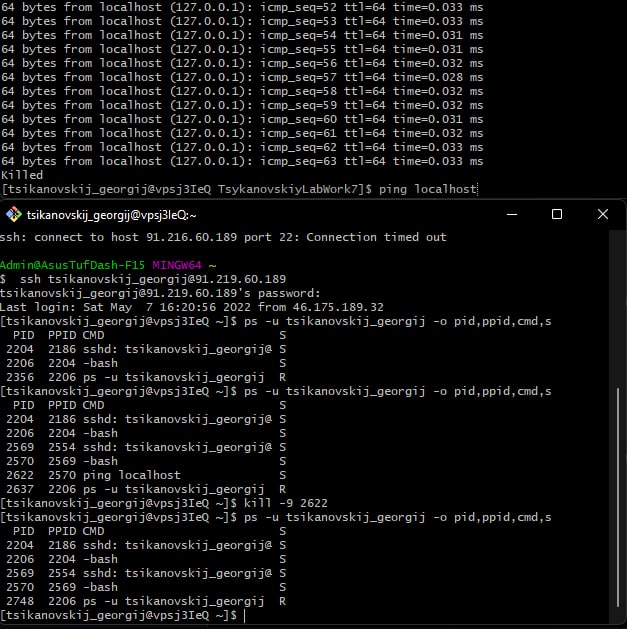 64 bytes from localhost (127.0.0.1): icmp_seq=52 ttl=64 time=0.033 ms
64 bytes from localhost (127.0.0.1): icmp_seq=53 ttl=64 time=0.033 ms
64 bytes from localhost (127.0.0.1): icmp_seq=54 ttl=64 time=0.031 ms
64 bytes from localhost (127.0.0.1): icmp_seq=55 ttl=64 time=0.031 ms
64 bytes from localhost (127.0.0.1): icmp_seq=56 ttl=64 time=0.032 ms
64 bytes from localhost (127.0.0.1): icmp_seq=57 ttl=64 time=0.028 ms
64 bytes from localhost (127.0.0.1): icmp_seq=58 ttl=64 time=0.032 ms
64 bytes from localhost (127.0.0.1): icmp_seq=59 ttl=64 time=0.032 ms
64 bytes from localhost (127.0.0.1): icmp_seq=60 ttl=64 time=0.031 ms
64 bytes from localhost (127.0.0.1): icmp_seq=61 ttl=64 time=0.032 ms
64 bytes from localhost (127.0.0.1): icmp_seq=62 ttl=64 time=0.033 ms
64 bytes from localhost (127.0.0.1): icmp_seq=63 ttl=64 time=0.033 ms
Killed
[tsikanovskij_georgij@vpsj3IeQ TsykanovskiyLabWork7]$ ping localhost
tsikanovskij_georgij@vpsj3IeQ:~
ssh: connect to host 91.216.60.189 port 22: Connection timed out
Admin@AsusTufDash-F15 MINGW64 ~
$  ssh tsikanovskij_georgij@91.219.60.189
tsikanovskij_georgij@91.219.60.189's password:
Last login: Sat May  7 16:20:56 2022 from 46.175.189.32
[tsikanovskij_georgij@vpsj3IeQ ~]$ ps -u tsikanovskij_georgij -o pid,ppid,cmd,s
  PID  PPID CMD                         S
 2204  2186 sshd: tsikanovskij_georgij@ S
 2206  2204 -bash                       S
 2356  2206 ps -u tsikanovskij_georgij  R
[tsikanovskij_georgij@vpsj3IeQ ~]$ ps -u tsikanovskij_georgij -o pid,ppid,cmd,s
  PID  PPID CMD                         S
 2204  2186 sshd: tsikanovskij_georgij@ S
 2206  2204 -bash                       S
 2569  2554 sshd: tsikanovskij_georgij@ S
 2570  2569 -bash                       S
 2622  2570 ping localhost              S
 2637  2206 ps -u tsikanovskij_georgij  R
[tsikanovskij_georgij@vpsj3IeQ ~]$ kill -9 2622
[tsikanovskij_georgij@vpsj3IeQ ~]$ ps -u tsikanovskij_georgij -o pid,ppid,cmd,s
  PID  PPID CMD                         S
 2204  2186 sshd: tsikanovskij_georgij@ S
 2206  2204 -bash                       S
 2569  2554 sshd: tsikanovskij_georgij@ S
 2570  2569 -bash                       S
 2748  2206 ps -u tsikanovskij_georgij  R
[tsikanovskij_georgij@vpsj3IeQ ~]$